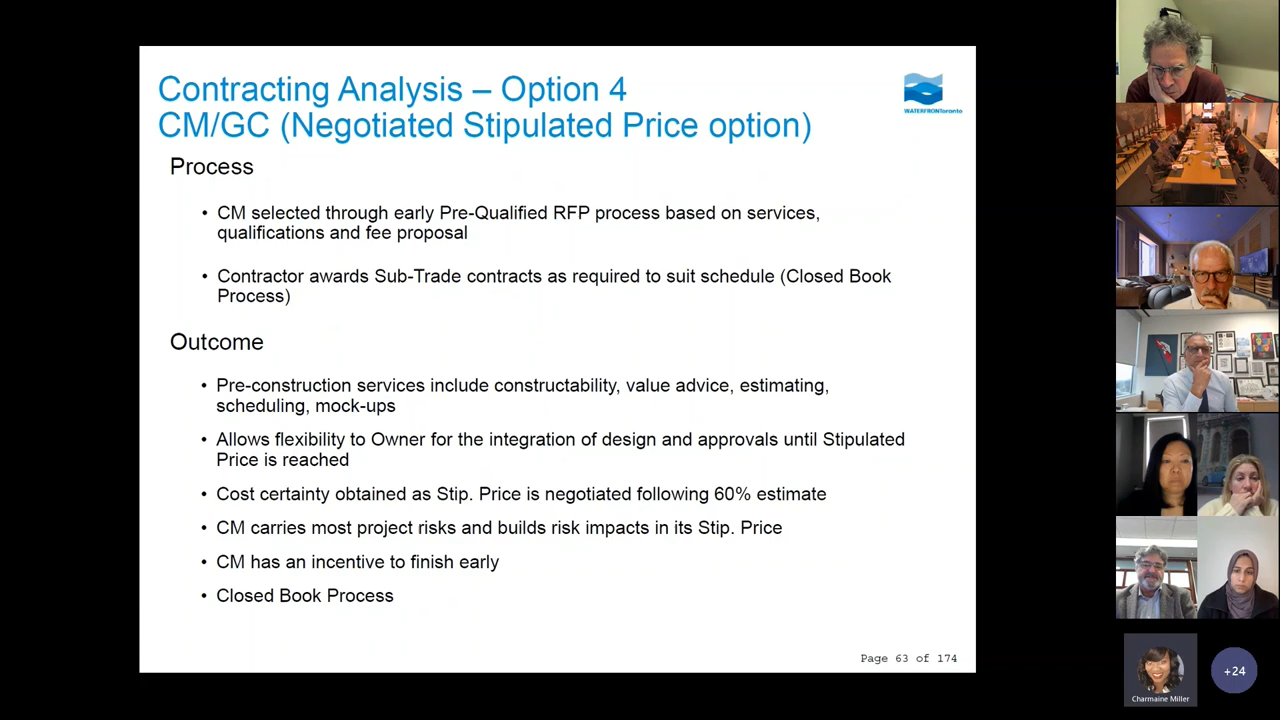 Contracting Analysis – Option 4
CM/GC (Negotiated Stipulated Price option)
WATERFRONToronto
Process
• CM selected through early Pre-Qualified RFP process based on services,
qualifications and fee proposal
• Contractor awards Sub-Trade contracts as required to suit schedule (Closed Book
Process)
Outcome
• Pre-construction services include constructability, value advice, estimating,
scheduling, mock-ups
• Allows flexibility to Owner for the integration of design and approvals until Stipulated
Price is reached
• Cost certainty obtained as Stip. Price is negotiated following 60% estimate
• CM carries most project risks and builds risk impacts in its Stip. Price
• CM has an incentive to finish early
• Closed Book Process
Page 63 of 174
Charmaine Miller
+24